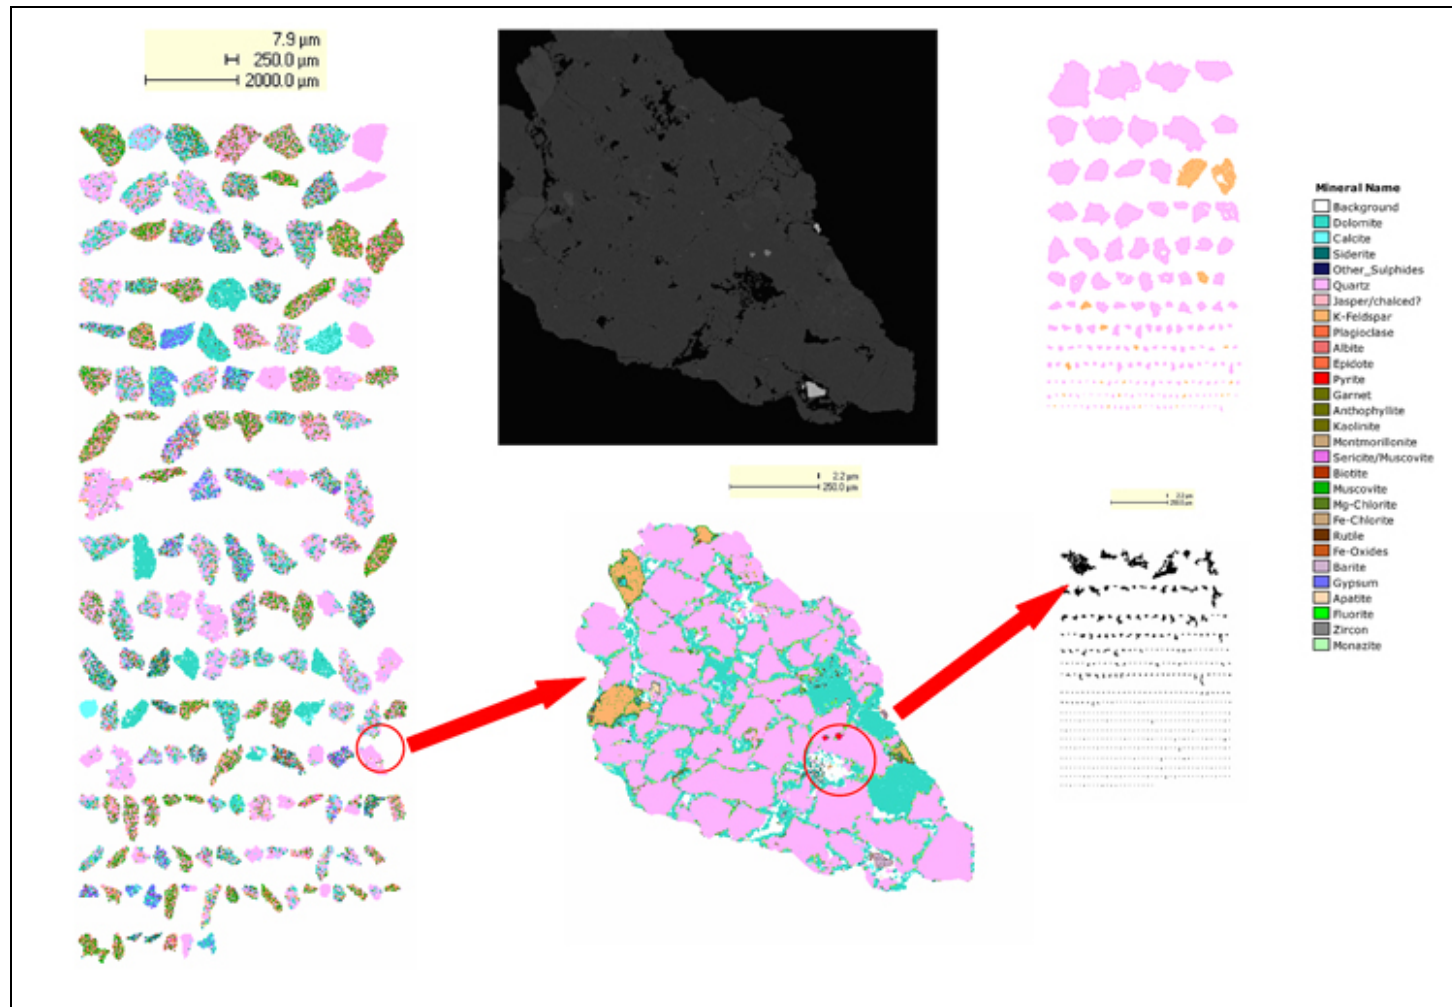 7.9 µm
250.0 µm
2000.0 µm
2.2 µm
250.0 µm
Mineral Name
Background
Dolomite
Calcite
Siderite
Other_Sulphides
Quartz
Jasper/chalced?
K-Feldspar
Plagioclase
Albite
Epidote
Pyrite
Garnet
Anthophyllite
Kaolinite
Montmorillonite
Sericite/Muscovite
Biotite
Muscovite
Mg-Chlorite
Fe-Chlorite
Rutile
Fe-Oxides
Barite
Gypsum
Apatite
Fluorite
Zircon
Monazite